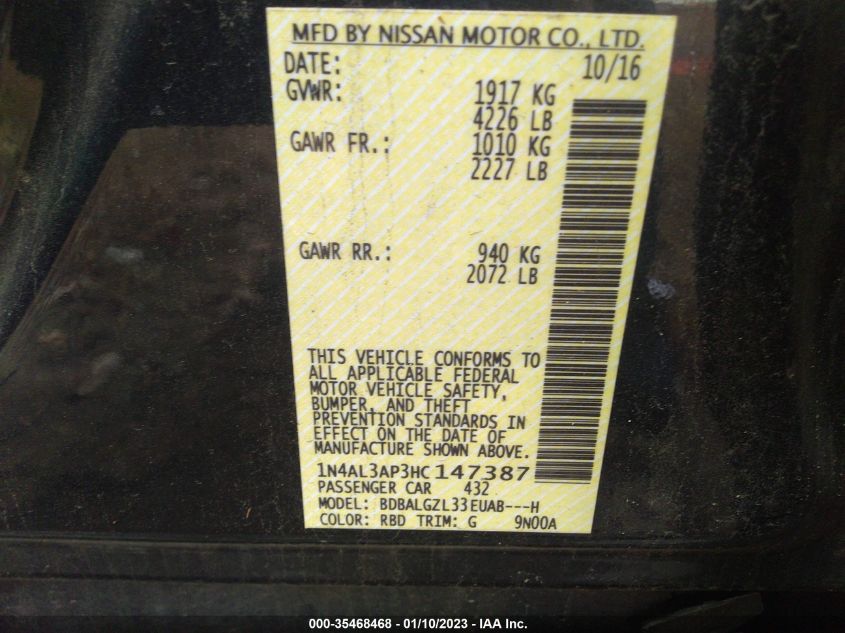 MFD BY NISSAN MOTOR CO., LTD.
DATE: 10/16
GVWR: 1917 KG
4226 LB
GAWR FR.: 1010 KG
2227 LB
GAWR RR.: 940 KG
2072 LB
THIS VEHICLE CONFORMS TO
ALL APPLICABLE FEDERAL
MOTOR VEHICLE SAFETY,
BUMPER, AND THEFT
PREVENTION STANDARDS IN
EFFECT ON THE DATE OF
MANUFACTURE SHOWN ABOVE.
1N4AL3AP3HC147387
PASSENGER CAR 432
MODEL: BDBALGZL33EUAB---H
COLOR: RBD TRIM: G 9N00A
000-35468468 - 01/10/2023 - IAA Inc.